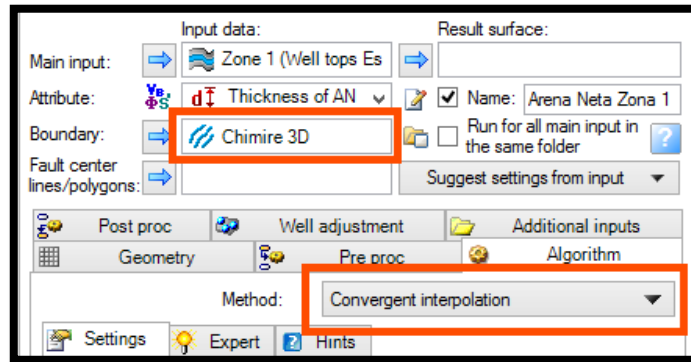 Input data: Result surface:
Main input: Zone 1 (Well tops Es
Attribute: Thickness of AN Name: Arena Neta Zona 1
Boundary: Chimire 3D Run for all main input in
the same folder
Fault center
lines/polygons: Suggest settings from input
Post proc Well adjustment Additional inputs
Geometry Pre proc Algorithm
Method: Convergent interpolation
Settings Expert Hints